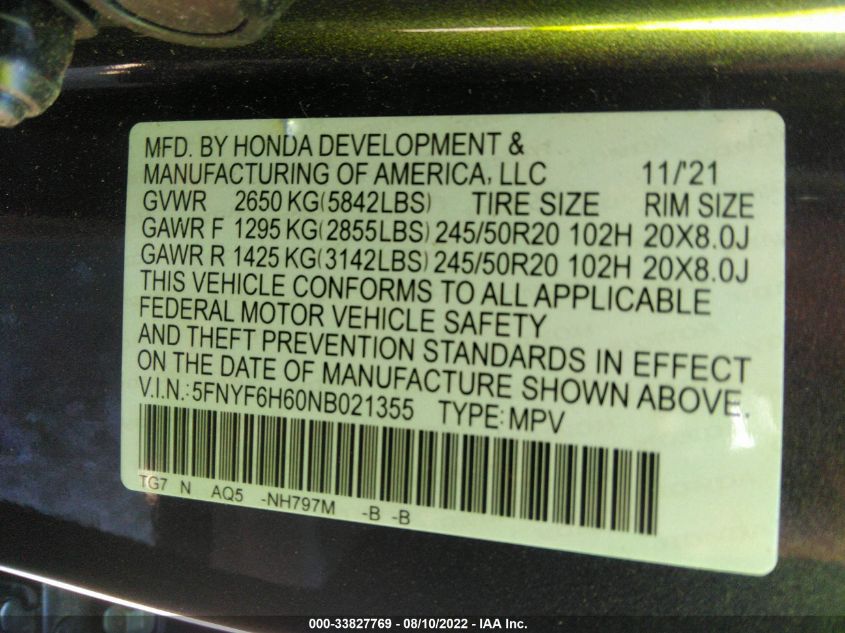 MFD. BY HONDA DEVELOPMENT &
MANUFACTURING OF AMERICA, LLC 11/'21
GVWR 2650 KG(5842LBS) TIRE SIZE RIM SIZE
GAWR F 1295 KG(2855LBS) 245/50R20 102H 20X8.0J
GAWR R 1425 KG(3142LBS) 245/50R20 102H 20X8.0J
THIS VEHICLE CONFORMS TO ALL APPLICABLE
FEDERAL MOTOR VEHICLE SAFETY
AND THEFT PREVENTION STANDARDS IN EFFECT
ON THE DATE OF MANUFACTURE SHOWN ABOVE.
V.I.N.: 5FNYF6H60NB021355 TYPE: MPV
TG7 N AQ5 -NH797M -B -B
000-33827769 - 08/10/2022 - IAA Inc.